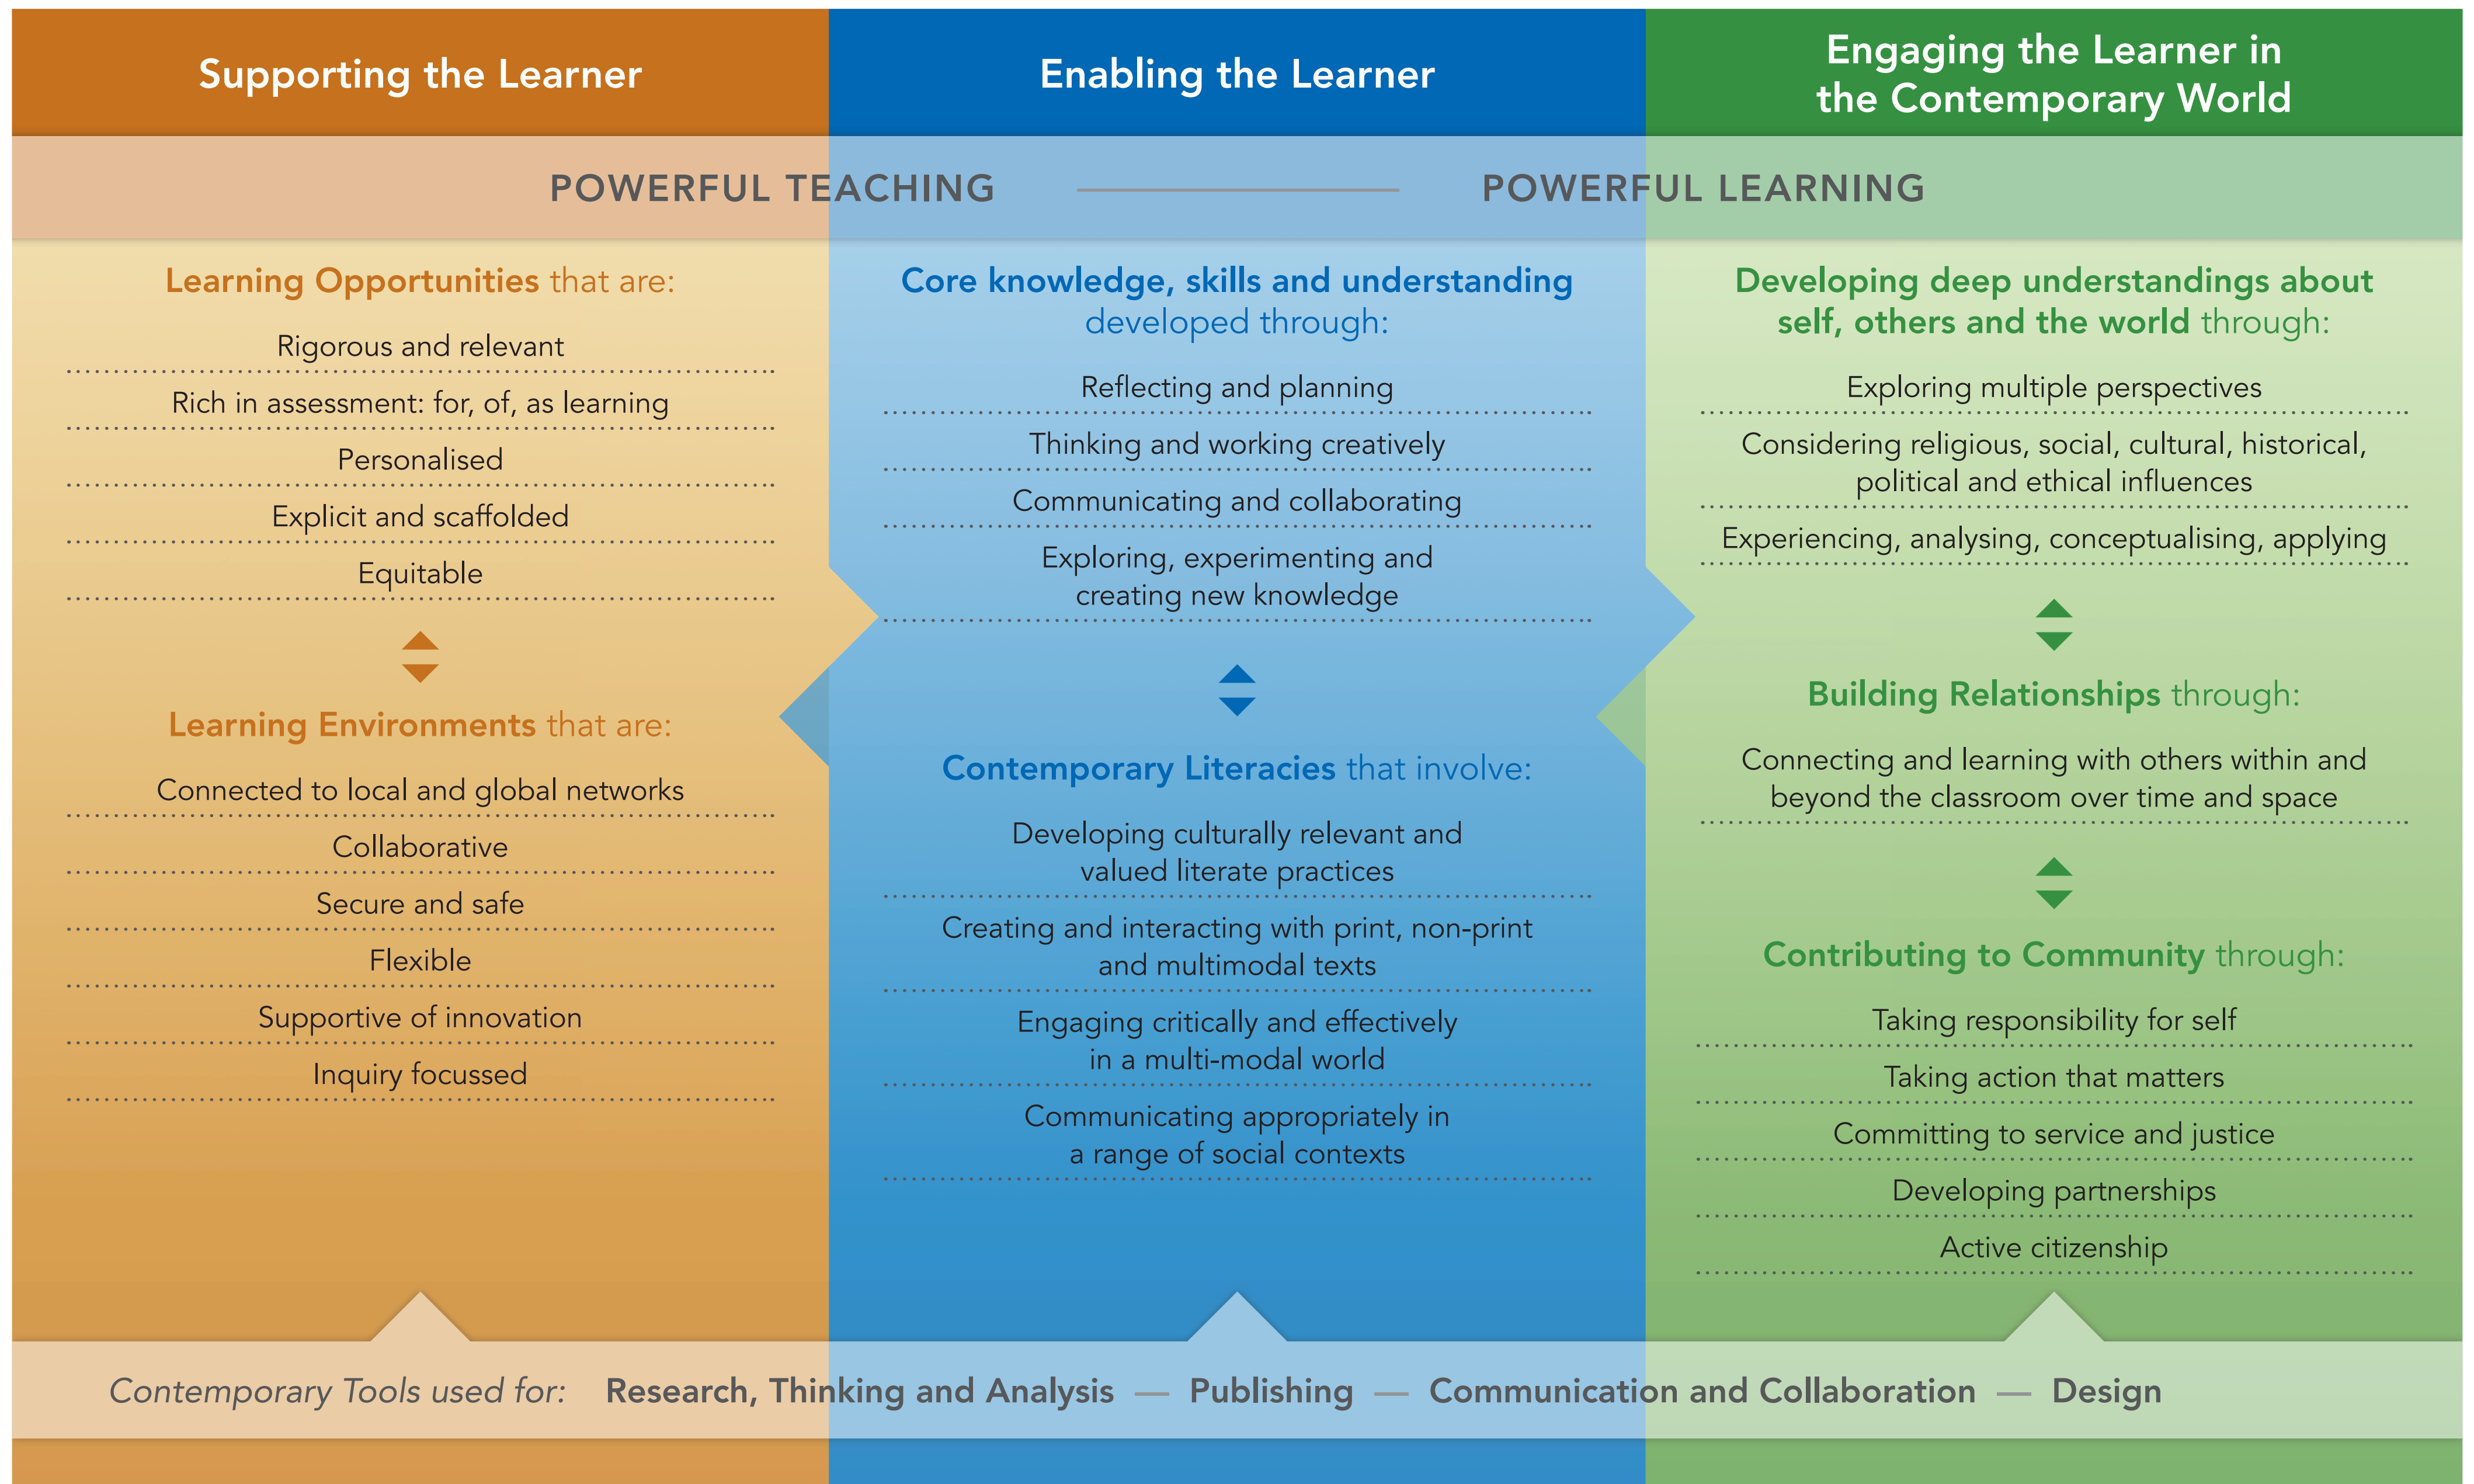 Supporting the Learner
Enabling the Learner
Engaging the Learner in
the Contemporary World
POWERFUL TEACHING
POWERFUL LEARNING
Learning Opportunities that are:
Rigorous and relevant
Rich in assessment: for, of, as learning
Personalised
Explicit and scaffolded
Equitable
Learning Environments that are:
Connected to local and global networks
Collaborative
Secure and safe
Flexible
Supportive of innovation
Inquiry focussed
Core knowledge, skills and understanding
developed through:
Reflecting and planning
Thinking and working creatively
Communicating and collaborating
Exploring, experimenting and
creating new knowledge
Contemporary Literacies that involve:
Developing culturally relevant and
valued literate practices
Creating and interacting with print, non-print
and multimodal texts
Engaging critically and effectively
in a multi-modal world
Communicating appropriately in
a range of social contexts
Developing deep understandings about
self, others and the world through:
Exploring multiple perspectives
Considering religious, social, cultural, historical,
political and ethical influences
Experiencing, analysing, conceptualising, applying
Building Relationships through:
Connecting and learning with others within and
beyond the classroom over time and space
Contributing to Community through:
Taking responsibility for self
Taking action that matters
Committing to service and justice
Developing partnerships
Active citizenship
Contemporary Tools used for: Research, Thinking and Analysis — Publishing — Communication and Collaboration — Design